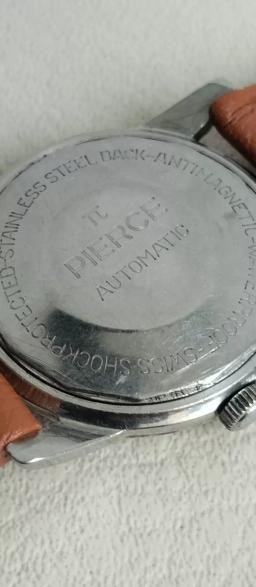 π
PIERCE
AUTOMATIC
STAINLESS STEEL BACK-ANTIMAGNETIC-WATERPROOF-SWISS SHOCKPROTECTED-